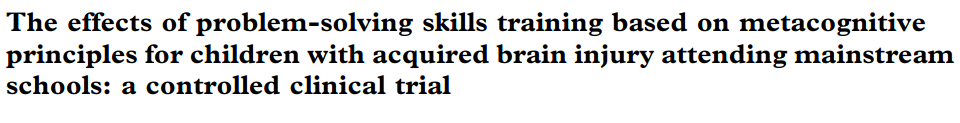 The effects of problem-solving skills training based on metacognitive
principles for children with acquired brain injury attending mainstream
schools: a controlled clinical trial